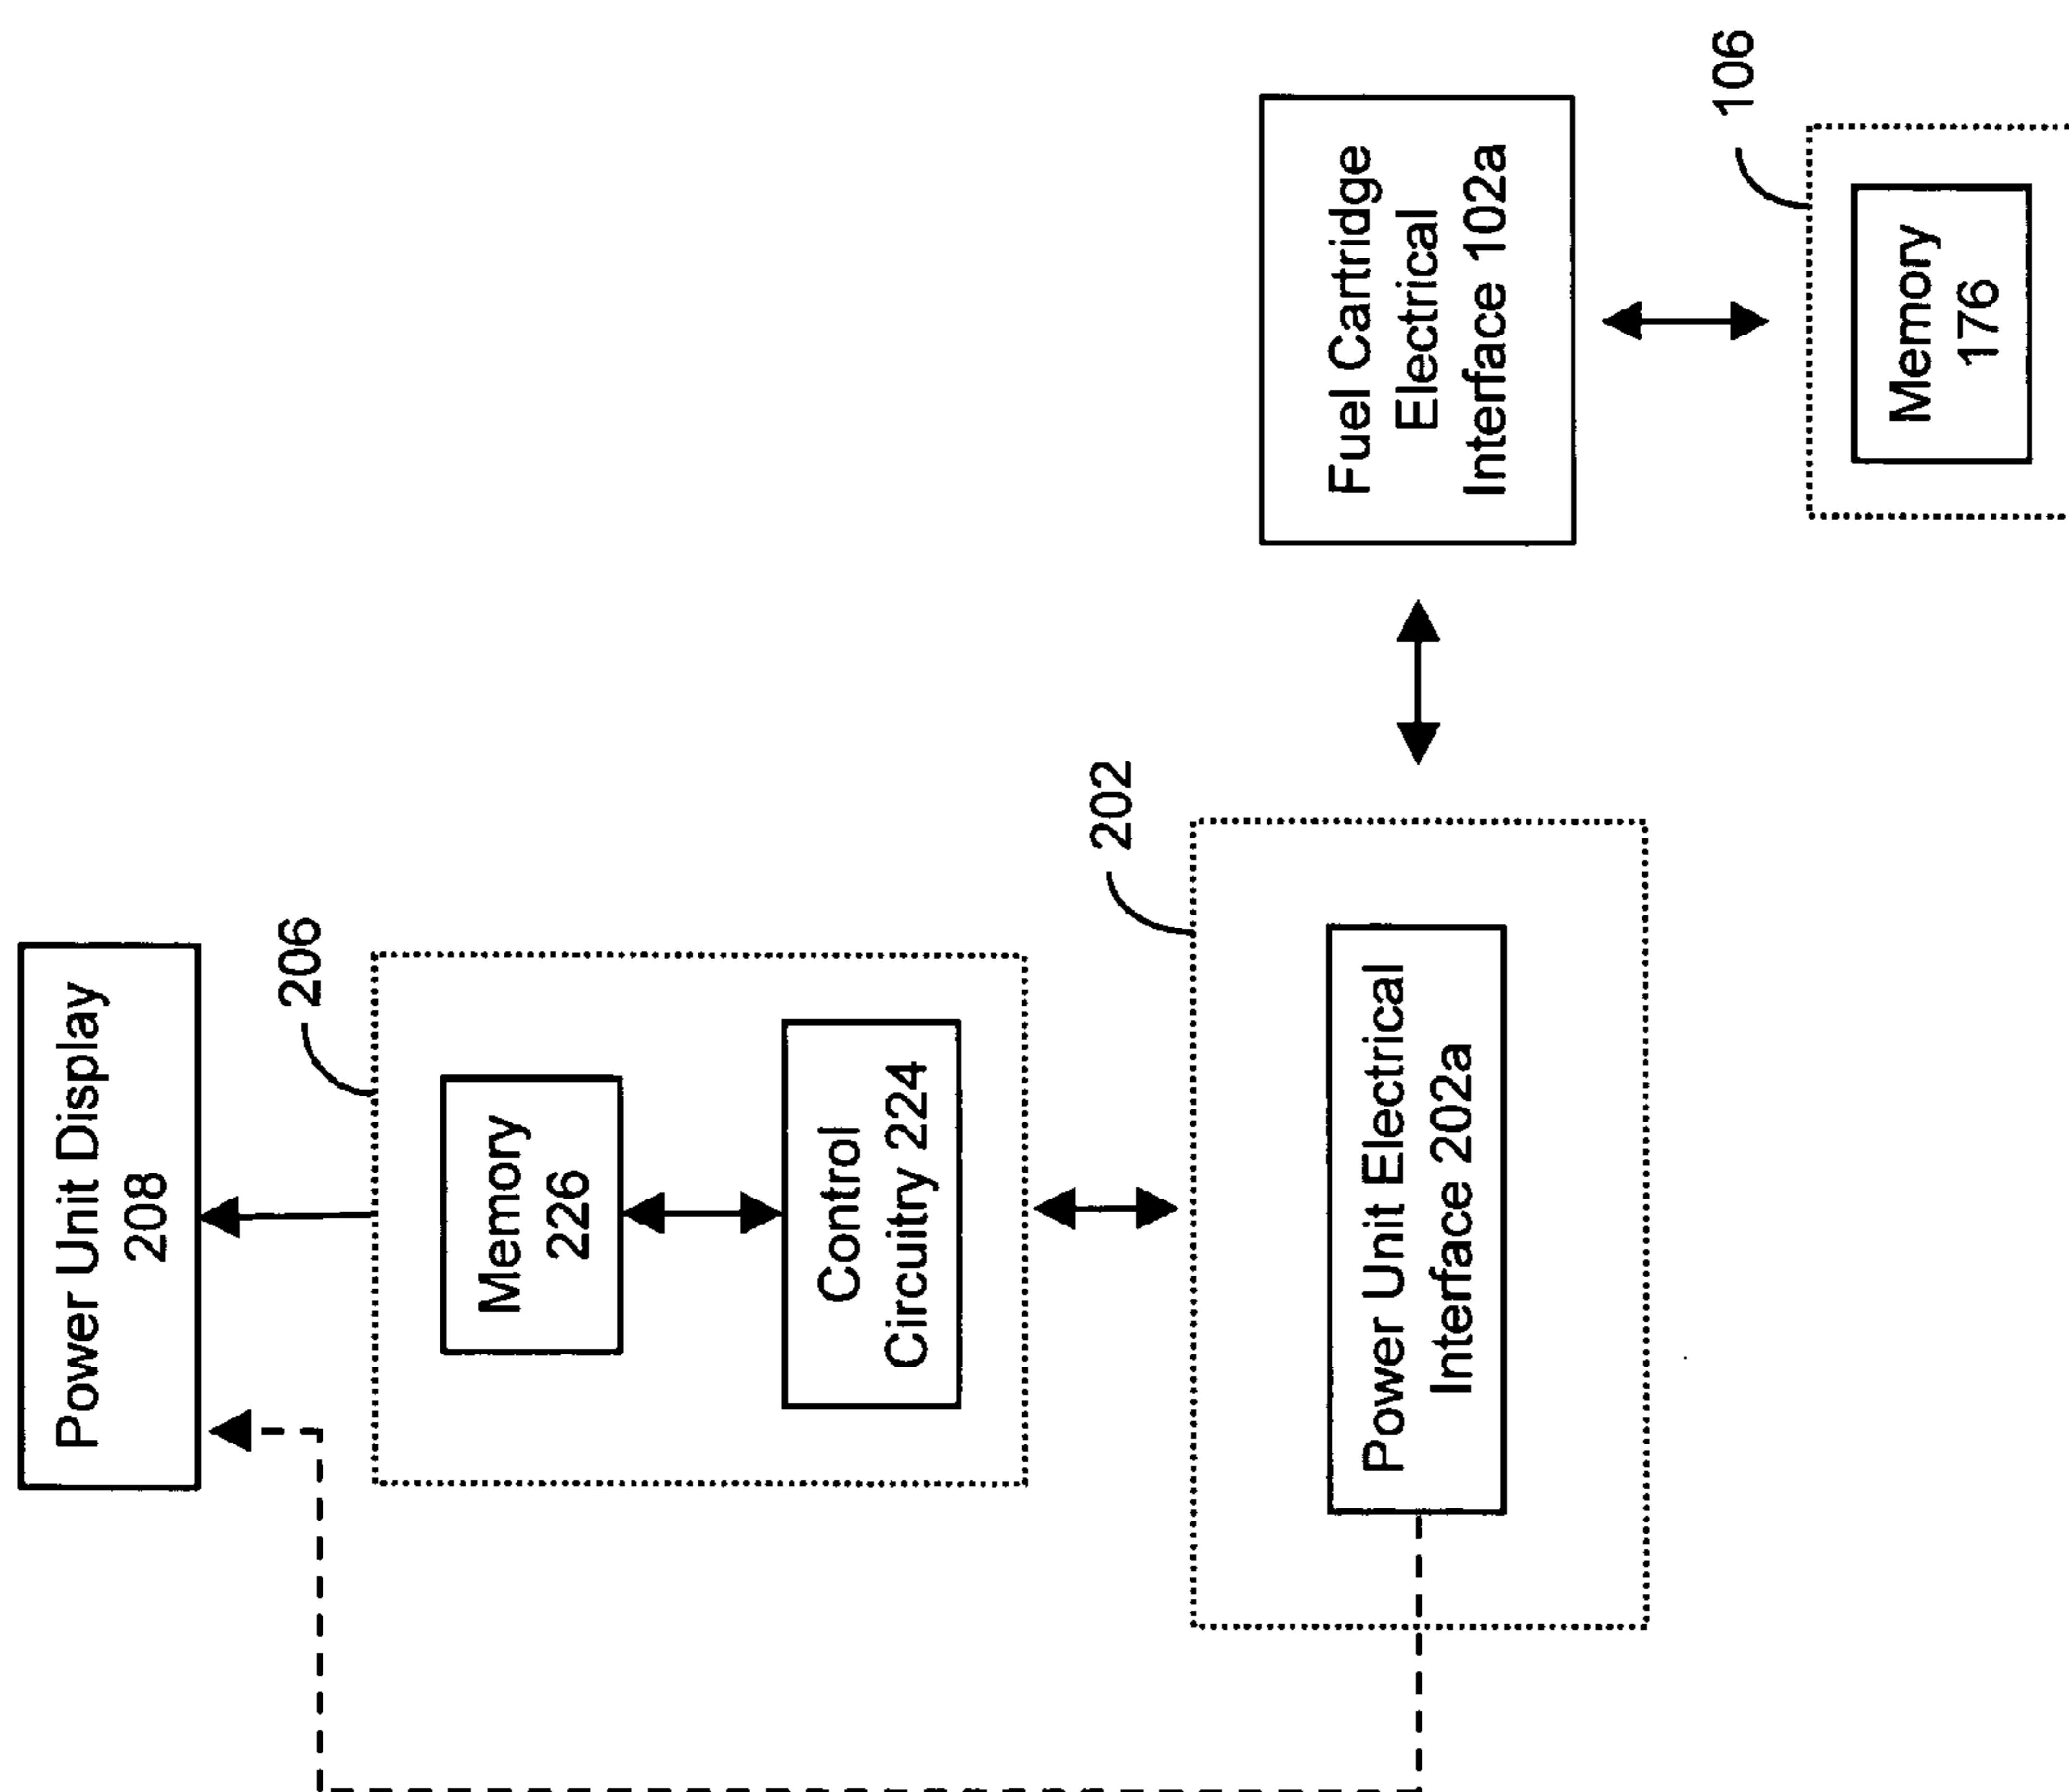 Power Unit Display
208
206
Memory
226
Control
Circuitry 224
202
Power Unit Electrical
Interface 202a
Fuel Cartridge
Electrical
Interface 102a
106
Memory
176